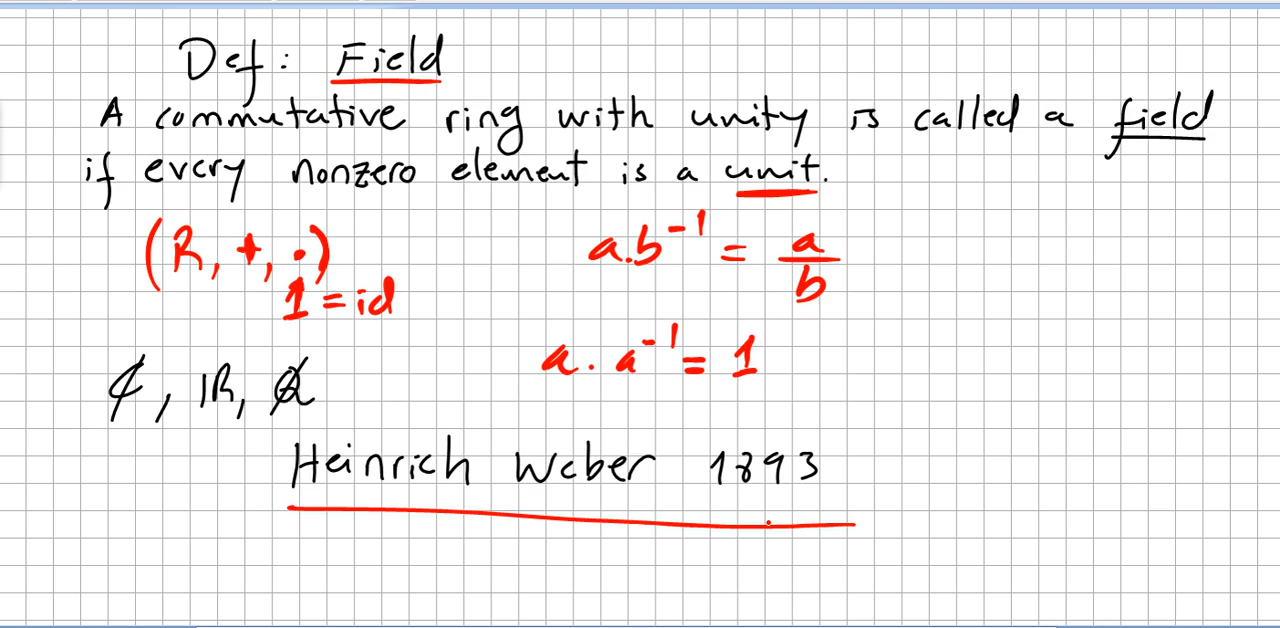 Def: Field
A commutative ring with unity is called a field
if every nonzero element is a unit.
(R, +, ·)
1 = id
a.b⁻¹ = a/b
a . a⁻¹ = 1
ℂ, ℝ, ℚ
Heinrich Weber 1893